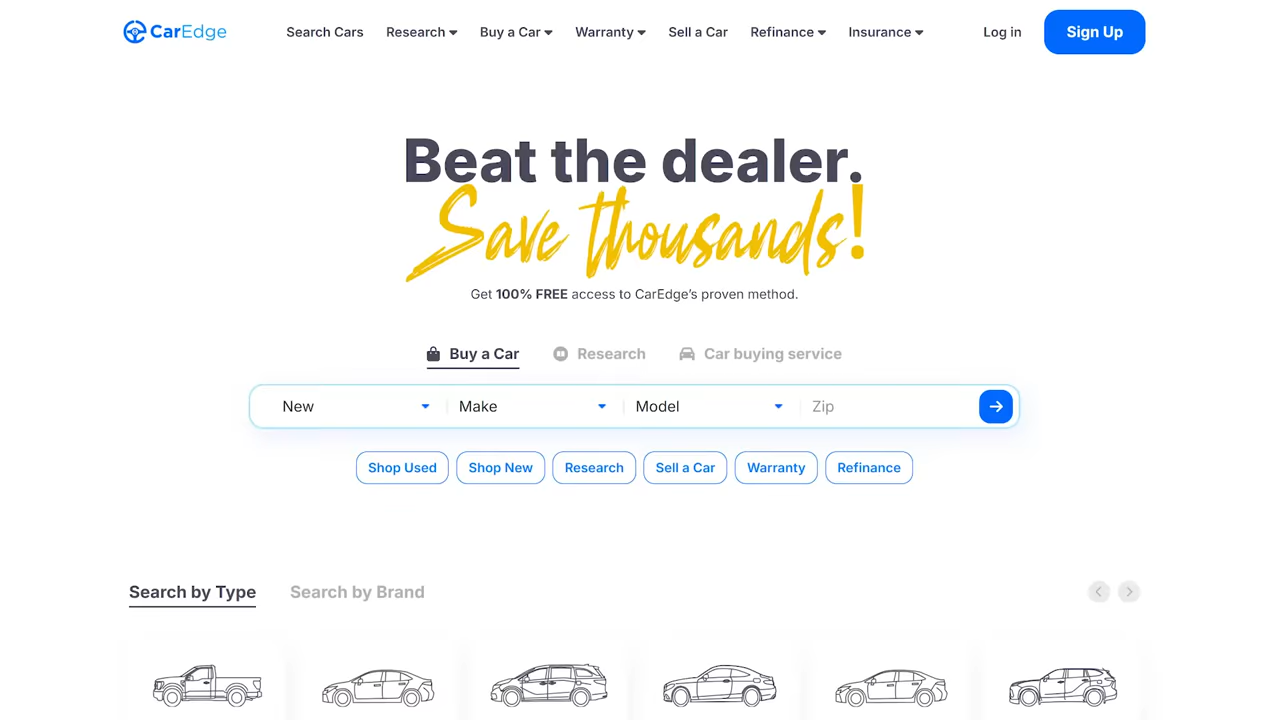 CarEdge
Search Cars
Research
Buy a Car
Warranty
Sell a Car
Refinance
Insurance
Log in
Sign Up
Beat the dealer.
Save thousands!
Get 100% FREE access to CarEdge’s proven method.
Buy a Car
Research
Car buying service
New
Make
Model
Zip
Shop Used
Shop New
Research
Sell a Car
Warranty
Refinance
Search by Type
Search by Brand